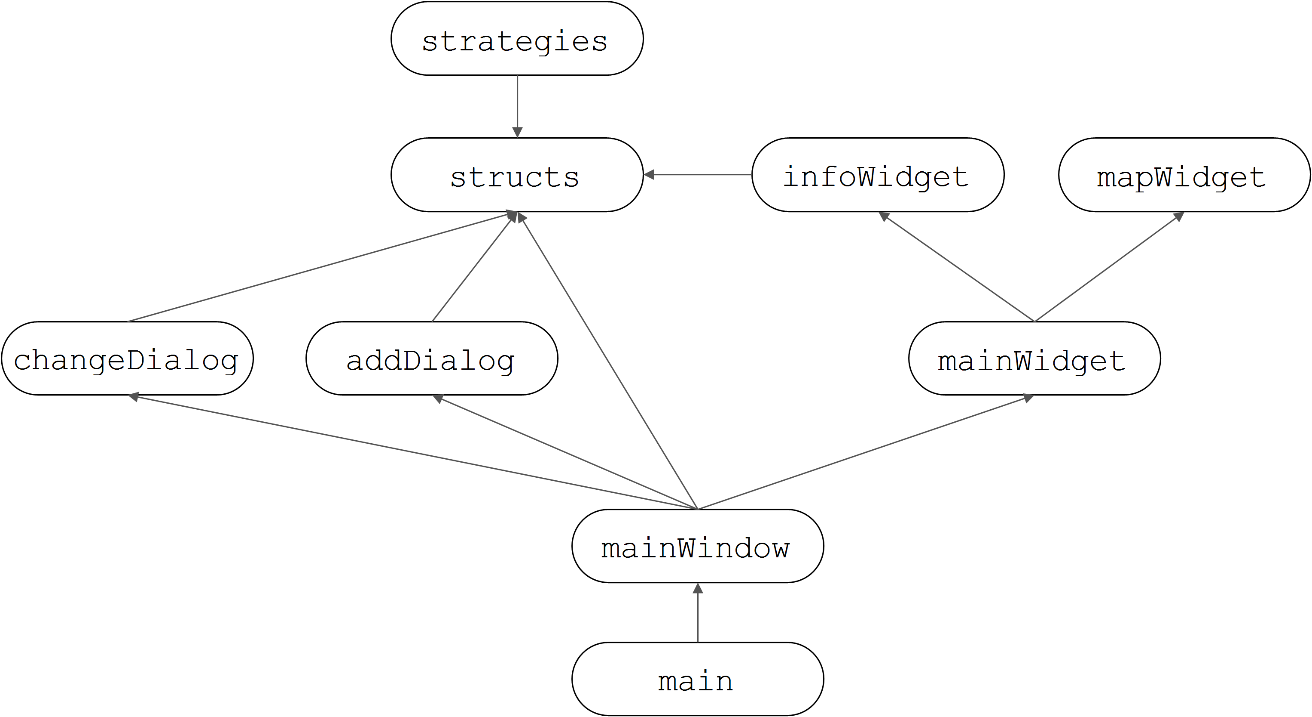 strategies
structs
infoWidget
mapWidget
changeDialog
addDialog
mainWidget
mainWindow
main